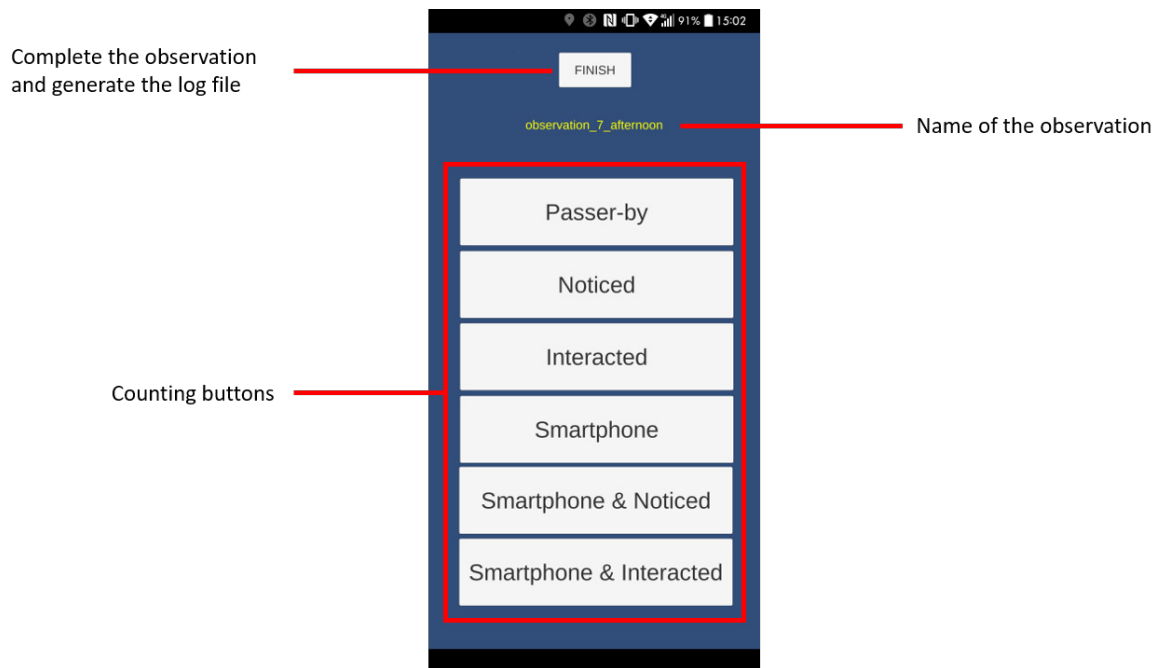 91% 15:02
Complete the observation
and generate the log file
FINISH
observation_7_afternoon
Name of the observation
Passer-by
Noticed
Interacted
Counting buttons
Smartphone
Smartphone & Noticed
Smartphone & Interacted